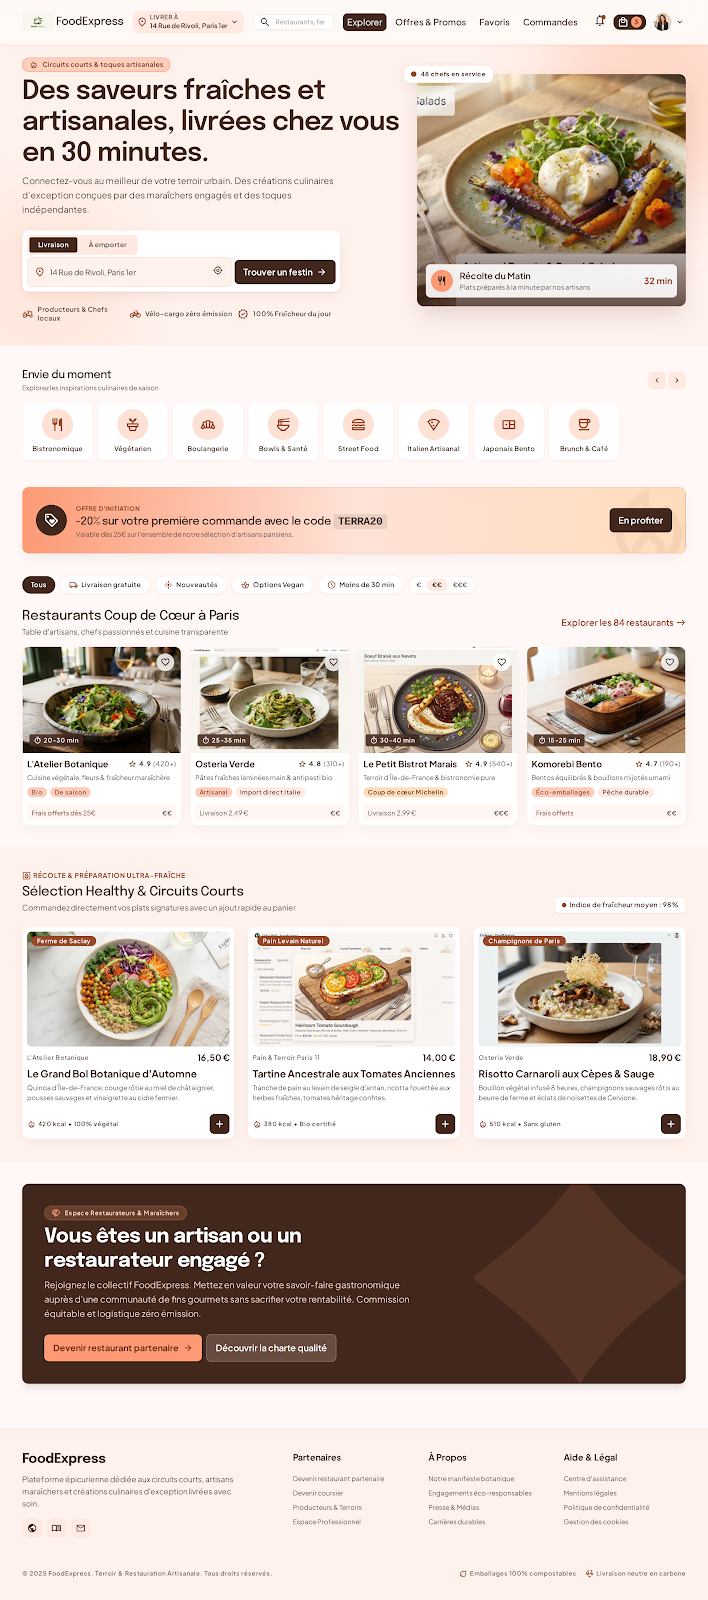 FoodExpress
LIVRER À
14 Rue de Rivoli, Paris 1er
Restaurants, fer
Explorer
Offres & Promos
Favoris
Commandes
3
Circuits courts & toques artisanales
Des saveurs fraîches et
artisanales, livrées chez vous
en 30 minutes.
Connectez-vous au meilleur de votre terroir urbain. Des créations culinaires
d'exception conçues par des maraîchers engagés et des toques
indépendantes.
Livraison
À emporter
14 Rue de Rivoli, Paris 1er
Trouver un festin →
Producteurs & Chefs
locaux
Vélo-cargo zéro émission
100% Fraîcheur du jour
48 chefs en service
Salads
Récolte du Matin
Plats préparés à la minute par nos artisans
32 min
Envie du moment
Explorez les inspirations culinaires de saison
Bistronomique
Végétarien
Boulangerie
Bowls & Santé
Street Food
Italien Artisanal
Japonais Bento
Brunch & Café
OFFRE D'INITIATION
-20% sur votre première commande avec le code TERRA20
Valable dès 25€ sur l'ensemble de notre sélection d'artisans parisiens.
En profiter
Tous
Livraison gratuite
Nouveautés
Options Vegan
Moins de 30 min
€
€€
€€€
Restaurants Coup de Cœur à Paris
Table d'artisans, chefs passionnés et cuisine transparente
Explorer les 84 restaurants →
20-30 min
L'Atelier Botanique
4.9 (420+)
Cuisine végétale, fleurs & fraîcheur maraîchère
Bio
De saison
Frais offerts dès 25€
€€
25-35 min
Osteria Verde
4.8 (310+)
Pâtes fraîches laminées main & antipasti bio
Artisanal
Import direct Italie
Livraison 2,49 €
€€
Boeuf Braisé aux Navets
30-40 min
Le Petit Bistrot Marais
4.9 (540+)
Terroir d'Île-de-France & bistronomie pure
Coup de cœur Michelin
Livraison 2,99 €
€€€
15-25 min
Komorebi Bento
4.7 (190+)
Bentos équilibrés & bouillons mijotés umami
Éco-emballages
Pêche durable
Frais offerts
€€
RÉCOLTE & PRÉPARATION ULTRA-FRAÎCHE
Sélection Healthy & Circuits Courts
Commandez directement vos plats signatures avec un ajout rapide au panier
Indice de fraîcheur moyen : 98%
Ferme de Saclay
L'Atelier Botanique
16,50 €
Le Grand Bol Botanique d'Automne
Quinoa d'Île-de-France, courge rôtie au miel de châtaignier,
pousses sauvages et vinaigrette au cidre fermier.
420 kcal • 100% végétal
Pain Levain Naturel
Heirloom Tomato Sourdough
Pain & Terroir Paris 11
14,00 €
Tartine Ancestrale aux Tomates Anciennes
Tranche de pain au levain de seigle d'antan, ricotta fouettée aux
herbes fraîches, tomates héritage confites.
380 kcal • Bio certifié
Champignons de Paris
Osteria Verde
18,90 €
Risotto Carnaroli aux Cèpes & Sauge
Bouillon végétal infusé 8 heures, champignons sauvages rôtis au
beurre de ferme et éclats de noisettes de Cervione.
510 kcal • Sans gluten
Espace Restaurateurs & Maraîchers
Vous êtes un artisan ou un
restaurateur engagé ?
Rejoignez le collectif FoodExpress. Mettez en valeur votre savoir-faire gastronomique
auprès d'une communauté de fins gourmets sans sacrifier votre rentabilité. Commission
équitable et logistique zéro émission.
Devenir restaurant partenaire →
Découvrir la charte qualité
FoodExpress
Plateforme épicurienne dédiée aux circuits courts, artisans
maraîchers et créations culinaires d'exception livrées avec
soin.
Partenaires
Devenir restaurant partenaire
Devenir coursier
Producteurs & Terroirs
Espace Professionnel
À Propos
Notre manifeste botanique
Engagements éco-responsables
Presse & Médias
Carrières durables
Aide & Légal
Centre d'assistance
Mentions légales
Politique de confidentialité
Gestion des cookies
© 2025 FoodExpress. Terroir & Restauration Artisanale. Tous droits réservés.
Emballages 100% compostables
Livraison neutre en carbone